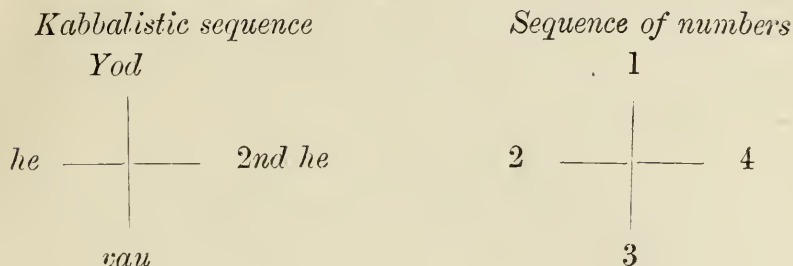 Kabbalistic sequence
Yod
he 2nd he
vau
Sequence of numbers
1
2 4
3